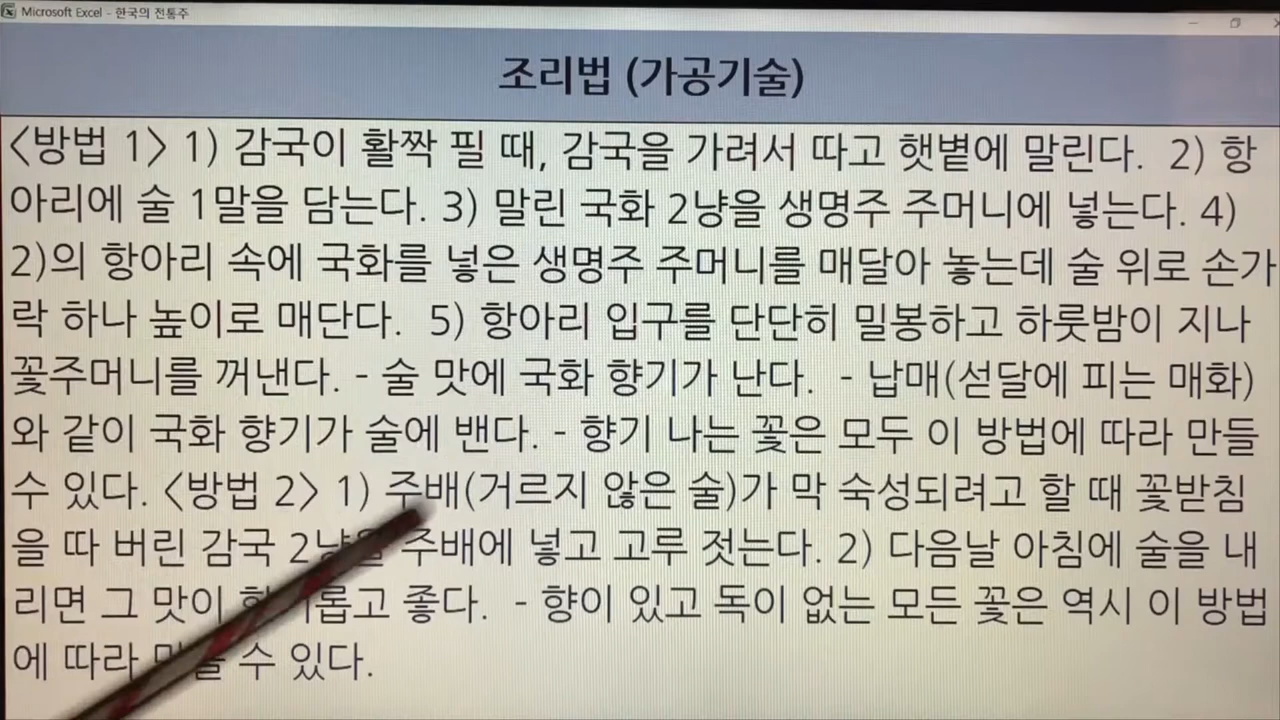 Microsoft Excel - 한국의 전통주
조리법 (가공기술)
<방법 1> 1) 감국이 활짝 필 때, 감국을 가려서 따고 햇볕에 말린다. 2) 항
아리에 술 1말을 담는다. 3) 말린 국화 2냥을 생명주 주머니에 넣는다. 4)
2)의 항아리 속에 국화를 넣은 생명주 주머니를 매달아 놓는데 술 위로 손가
락 하나 높이로 매단다. 5) 항아리 입구를 단단히 밀봉하고 하룻밤이 지나
꽃주머니를 꺼낸다. - 술 맛에 국화 향기가 난다. - 납매(섣달에 피는 매화)
와 같이 국화 향기가 술에 밴다. - 향기 나는 꽃은 모두 이 방법에 따라 만들
수 있다. <방법 2> 1) 주배(거르지 않은 술)가 막 숙성되려고 할 때 꽃받침
을 따 버린 감국 2냥을 주배에 넣고 고루 젓는다. 2) 다음날 아침에 술을 내
리면 그 맛이 향기롭고 좋다. - 향이 있고 독이 없는 모든 꽃은 역시 이 방법
에 따라 만들 수 있다.